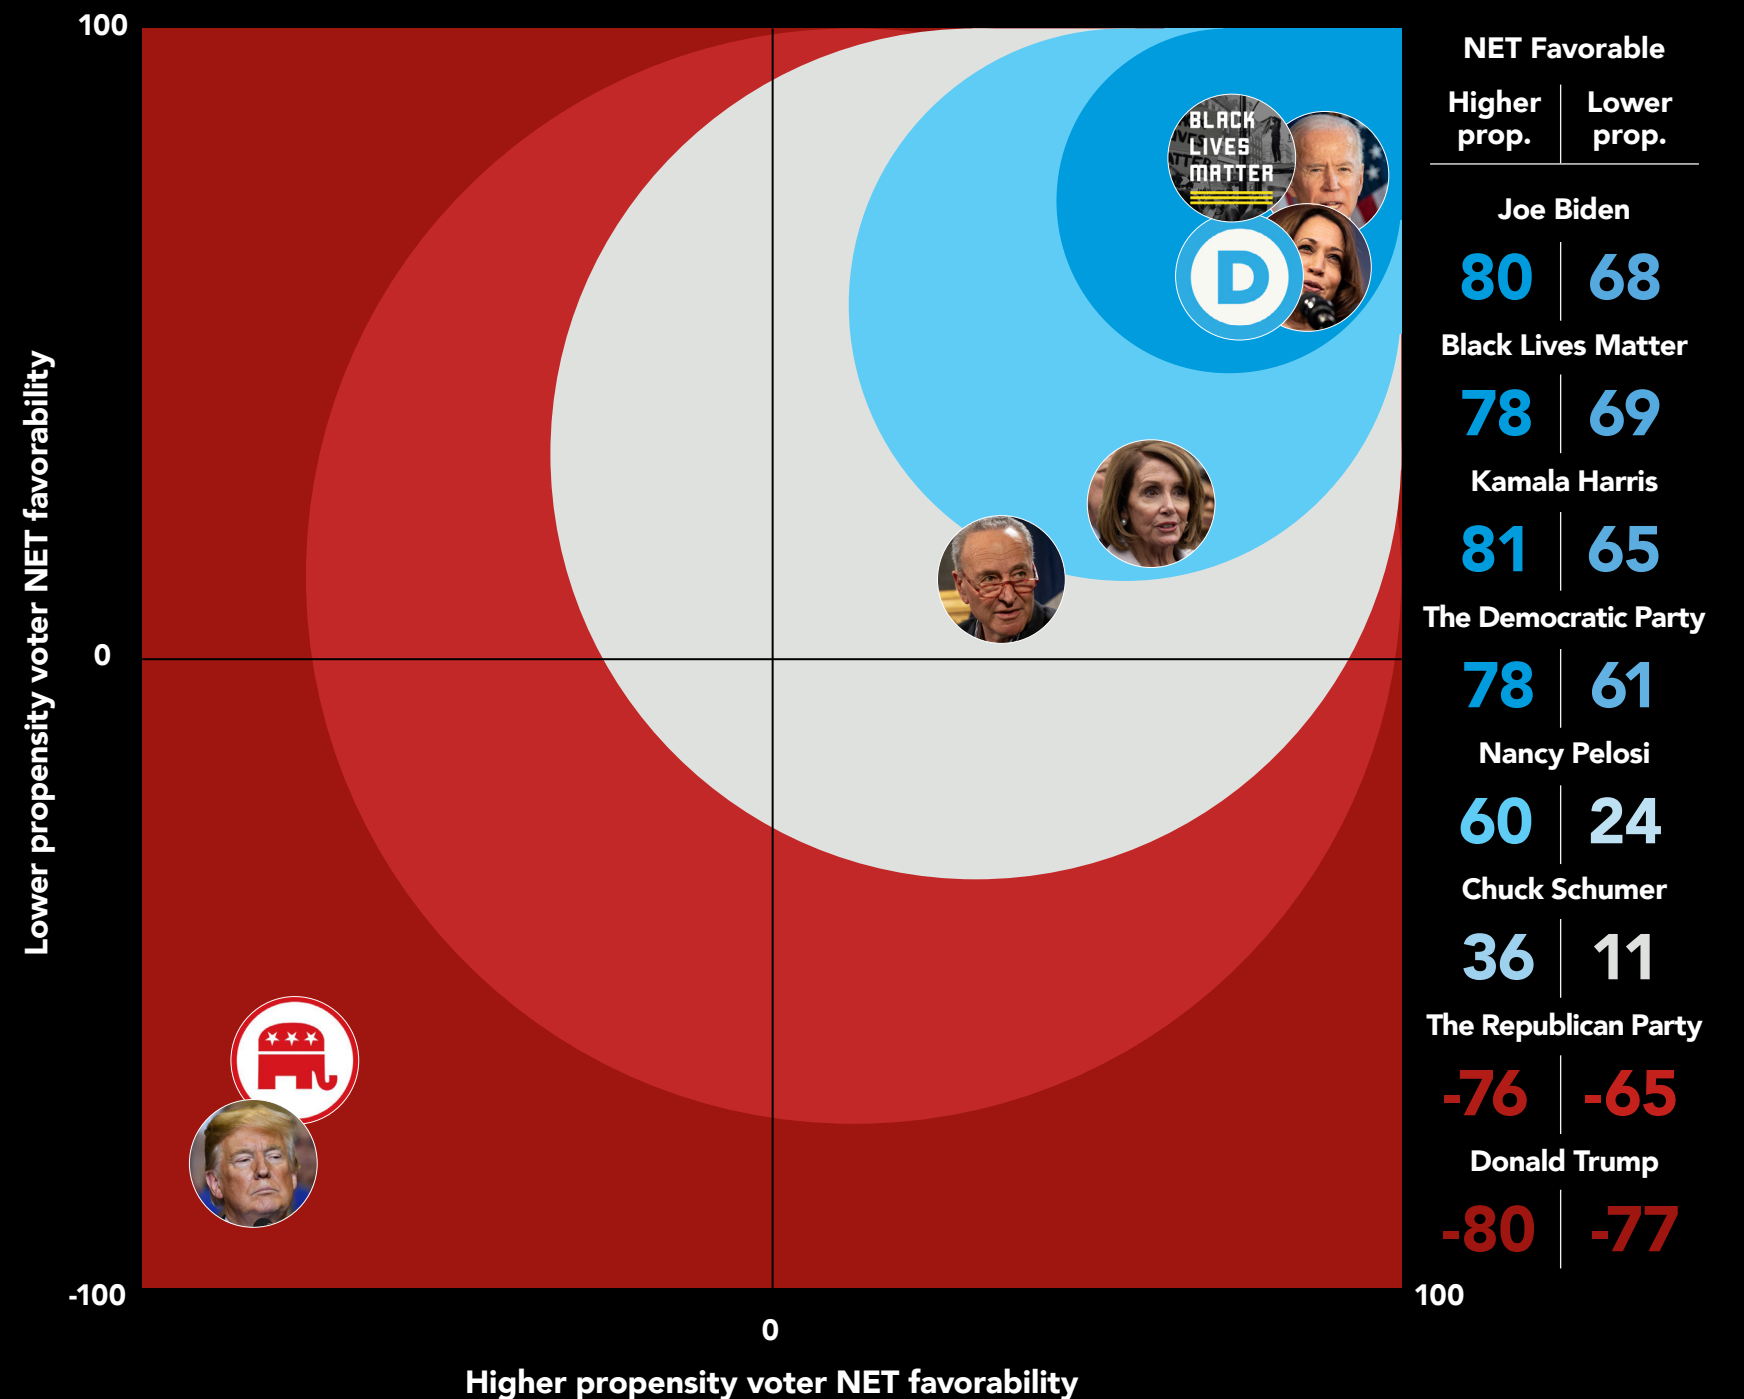 100
0
-100
0
100
Lower propensity voter NET favorability
Higher propensity voter NET favorability
BLACK
LIVES
MATTER
D
NET Favorable
Higher prop.
Lower prop.
Joe Biden
80 68
Black Lives Matter
78 69
Kamala Harris
81 65
The Democratic Party
78 61
Nancy Pelosi
60 24
Chuck Schumer
36 11
The Republican Party
-76 -65
Donald Trump
-80 -77